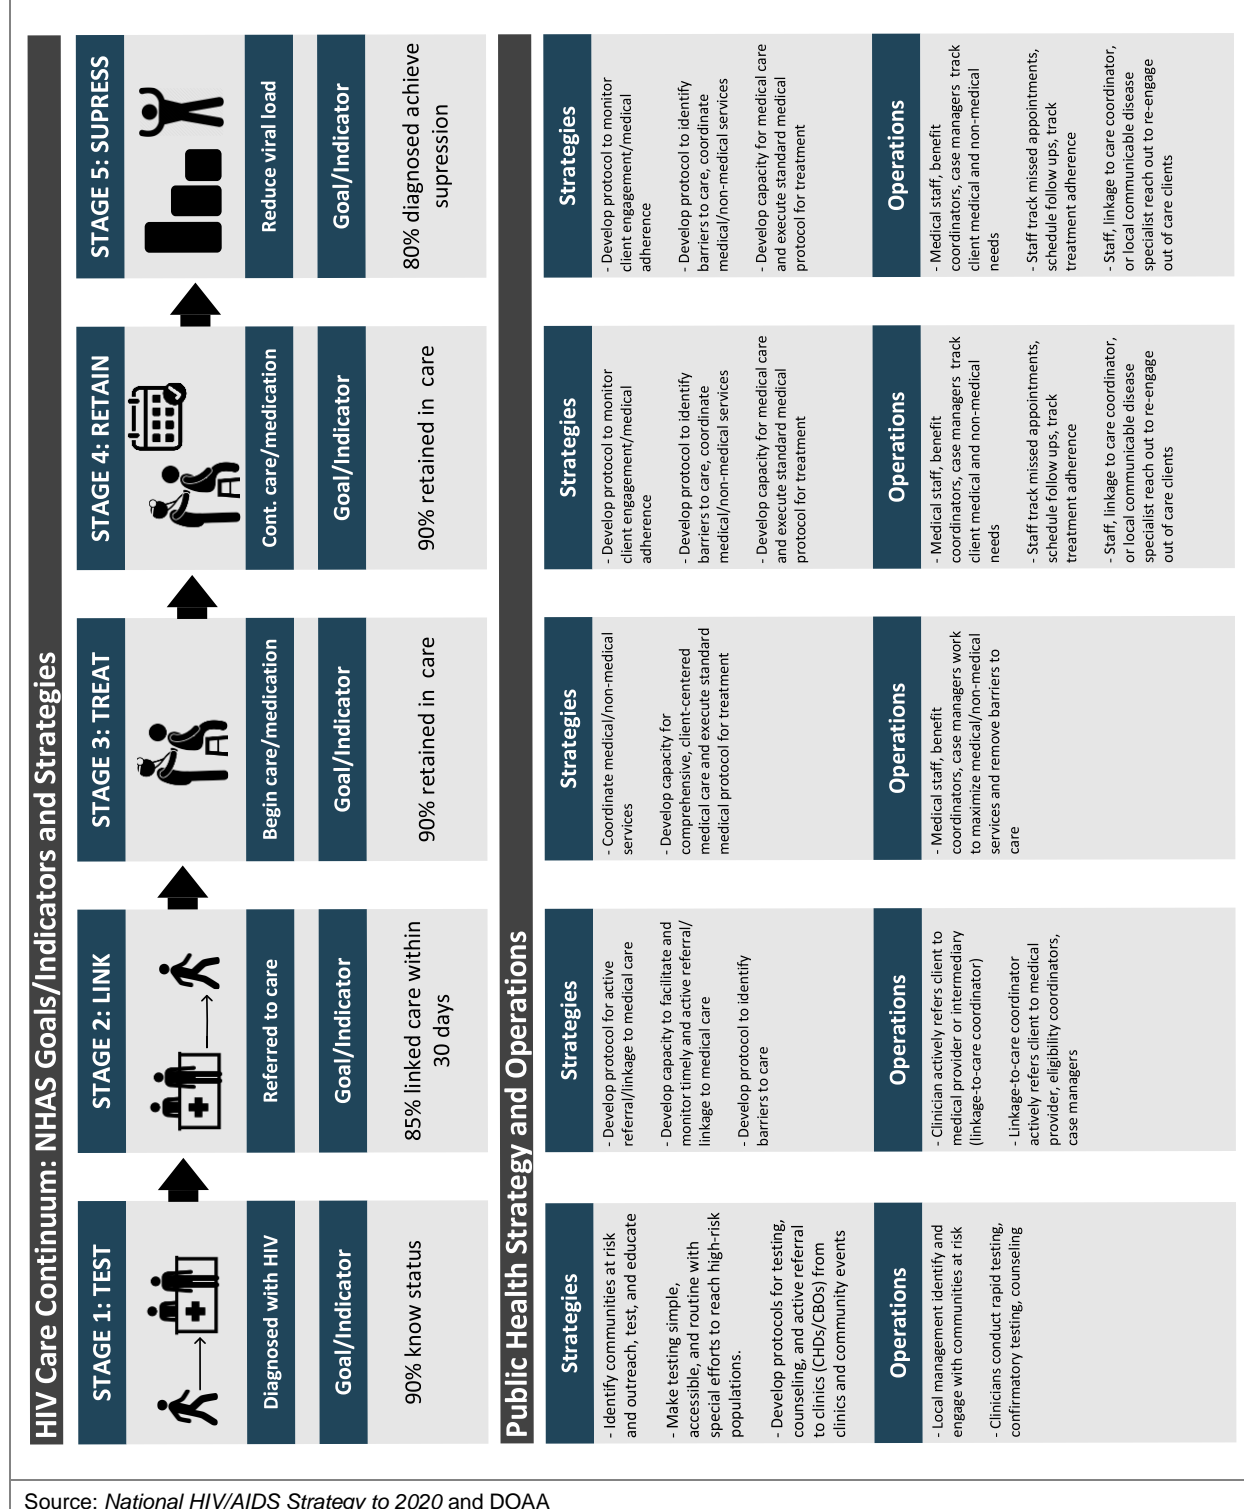 HIV Care Continuum: NHAS Goals/Indicators and Strategies
STAGE 1: TEST
Diagnosed with HIV
Goal/Indicator
90% know status
STAGE 2: LINK
Referred to care
Goal/Indicator
85% linked care within
30 days
STAGE 3: TREAT
Begin care/medication
Goal/Indicator
90% retained in care
STAGE 4: RETAIN
Cont. care/medication
Goal/Indicator
90% retained in care
STAGE 5: SUPRESS
Reduce viral load
Goal/Indicator
80% diagnosed achieve
supression
Public Health Strategy and Operations
Strategies
- Identify communities at risk
and outreach, test, and educate
- Make testing simple,
accessible, and routine with
special efforts to reach high-risk
populations.
- Develop protocols for testing,
counseling, and active referral
to clinics (CHDs/CBOs) from
clinics and community events
Operations
- Local management identify and
engage with communities at risk
- Clinicians conduct rapid testing,
confirmatory testing, counseling
Strategies
- Develop protocol for active
referral/linkage to medical care
- Develop capacity to facilitate and
monitor timely and active referral/
linkage to medical care
- Develop protocol to identify
barriers to care
Operations
- Clinician actively refers client to
medical provider or intermediary
(linkage-to-care coordinator)
- Linkage-to-care coordinator
actively refers client to medical
provider, eligibility coordinators,
case managers
Strategies
- Coordinate medical/non-medical
services
- Develop capacity for
comprehensive, client-centered
medical care and execute standard
medical protocol for treatment
Operations
- Medical staff, benefit
coordinators, case managers work
to maximize medical/non-medical
services and remove barriers to
care
Strategies
- Develop protocol to monitor
client engagement/medical
adherence
- Develop protocol to identify
barriers to care, coordinate
medical/non-medical services
- Develop capacity for medical care
and execute standard medical
protocol for treatment
Operations
- Medical staff, benefit
coordinators, case managers track
client medical and non-medical
needs
- Staff track missed appointments,
schedule follow ups, track
treatment adherence
- Staff, linkage to care coordinator,
or local communicable disease
specialist reach out to re-engage
out of care clients
Strategies
- Develop protocol to monitor
client engagement/medical
adherence
- Develop protocol to identify
barriers to care, coordinate
medical/non-medical services
- Develop capacity for medical care
and execute standard medical
protocol for treatment
Operations
- Medical staff, benefit
coordinators, case managers track
client medical and non-medical
needs
- Staff track missed appointments,
schedule follow ups, track
treatment adherence
- Staff, linkage to care coordinator,
or local communicable disease
specialist reach out to re-engage
out of care clients
Source: National HIV/AIDS Strategy to 2020 and DOAA